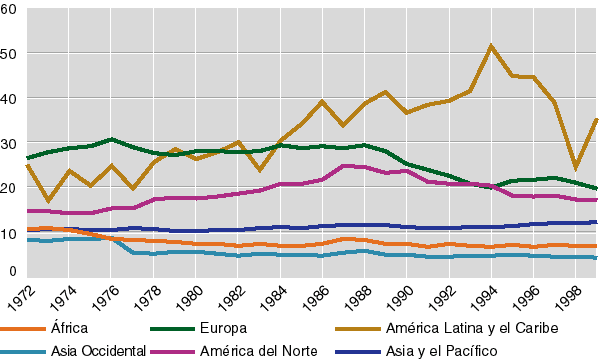 60
50
40
30
20
10
0
1972 1974 1976 1978 1980 1982 1984 1986 1988 1990 1992 1994 1996 1998
África Europa América Latina y el Caribe
Asia Occidental América del Norte Asia y el Pacífico